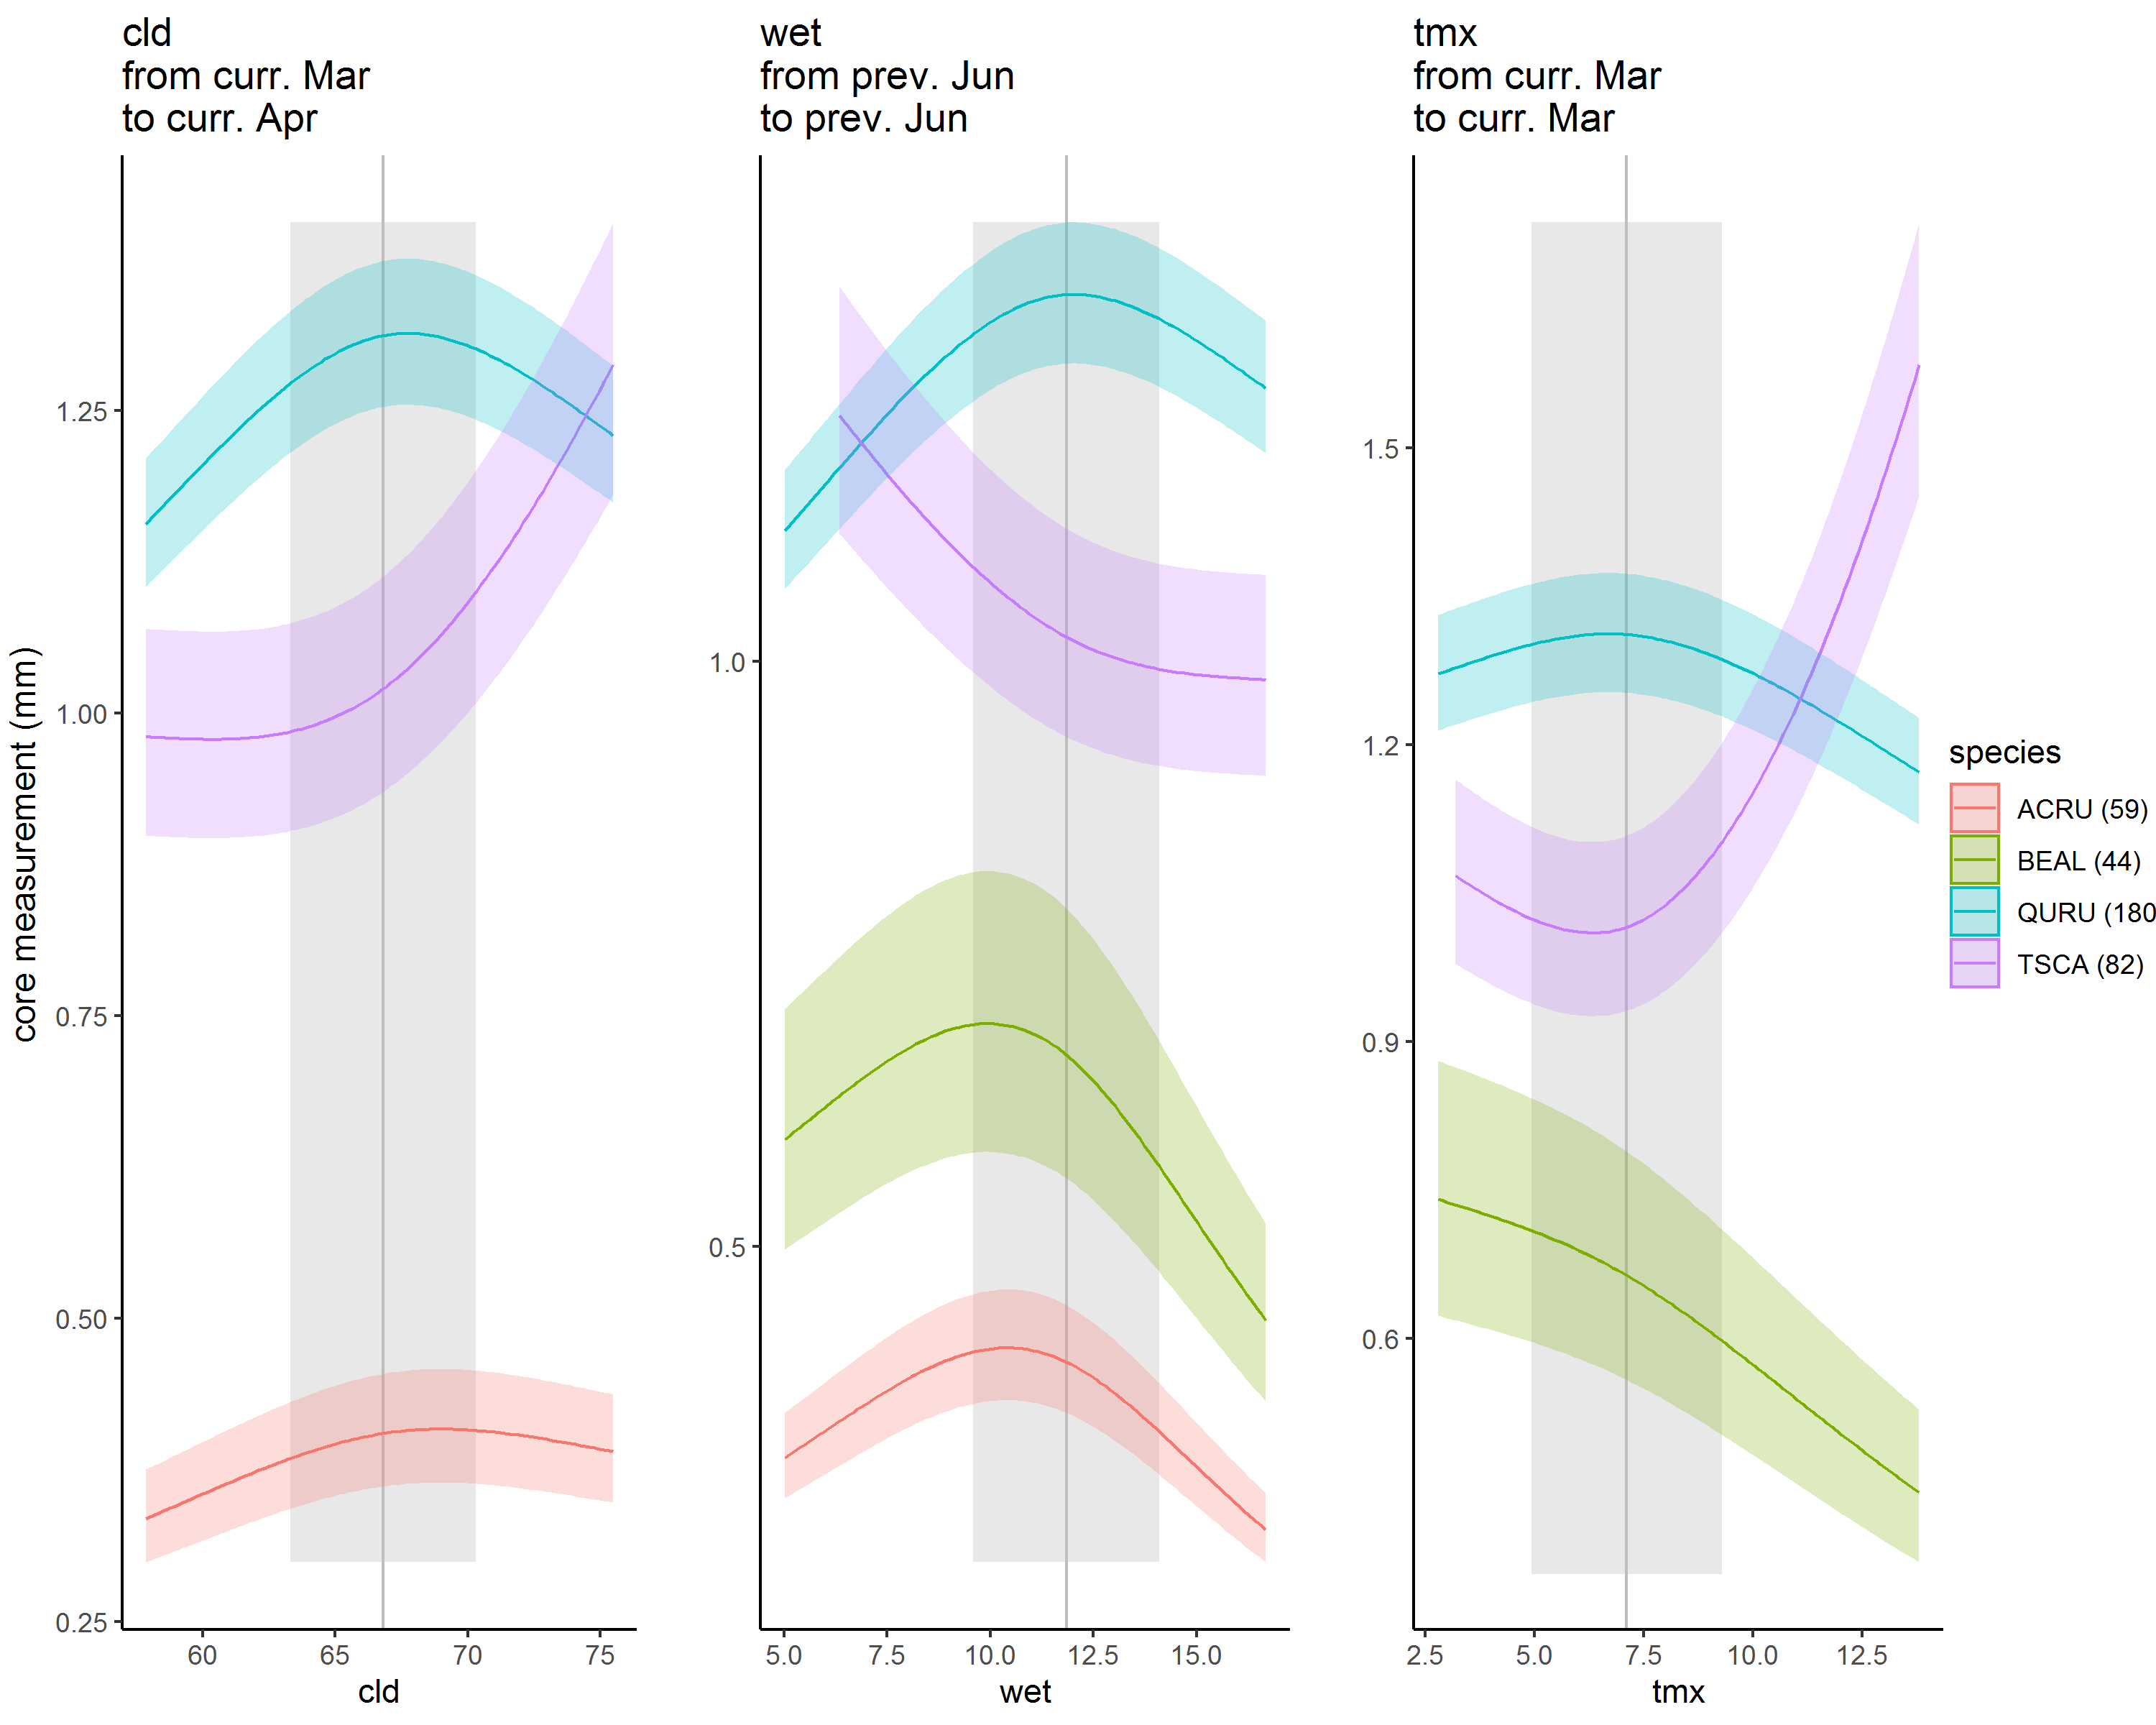 cld
from curr. Mar
to curr. Apr
wet
from prev. Jun
to prev. Jun
tmx
from curr. Mar
to curr. Mar
core measurement (mm)
1.25
1.00
0.75
0.50
0.25
60 65 70 75
cld
1.0
0.5
5.0 7.5 10.0 12.5 15.0
wet
1.5
1.2
0.9
0.6
2.5 5.0 7.5 10.0 12.5
tmx
species
ACRU (59)
BEAL (44)
QURU (180
TSCA (82)